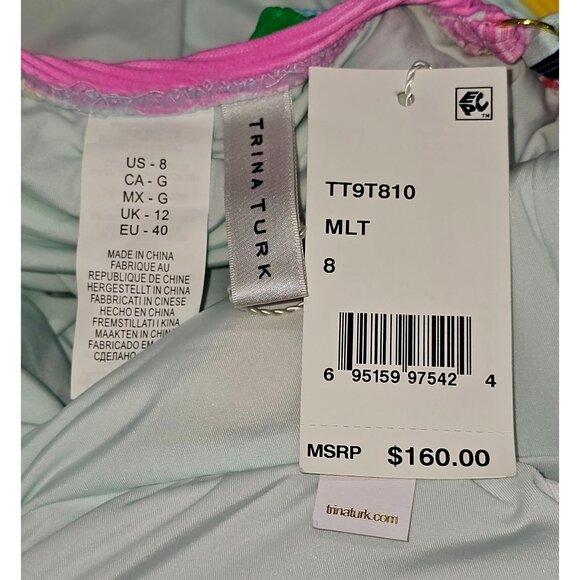 US - 8
CA - G
MX - G
UK - 12
EU - 40
MADE IN CHINA
FABRIQUE AU
REPUBLIQUE DE CHINE
HERGESTELLT IN CHINA
FABBRICATI IN CINESE
HECHO EN CHINA
FREMSTILLAT I KINA
MAAKTEN IN CHINA
FABRICADO EM
СДЕЛАНО
TRINA TURK
ECPC™
TT9T810
MLT
8
6 95159 97542 4
MSRP $160.00
trinaturk.com